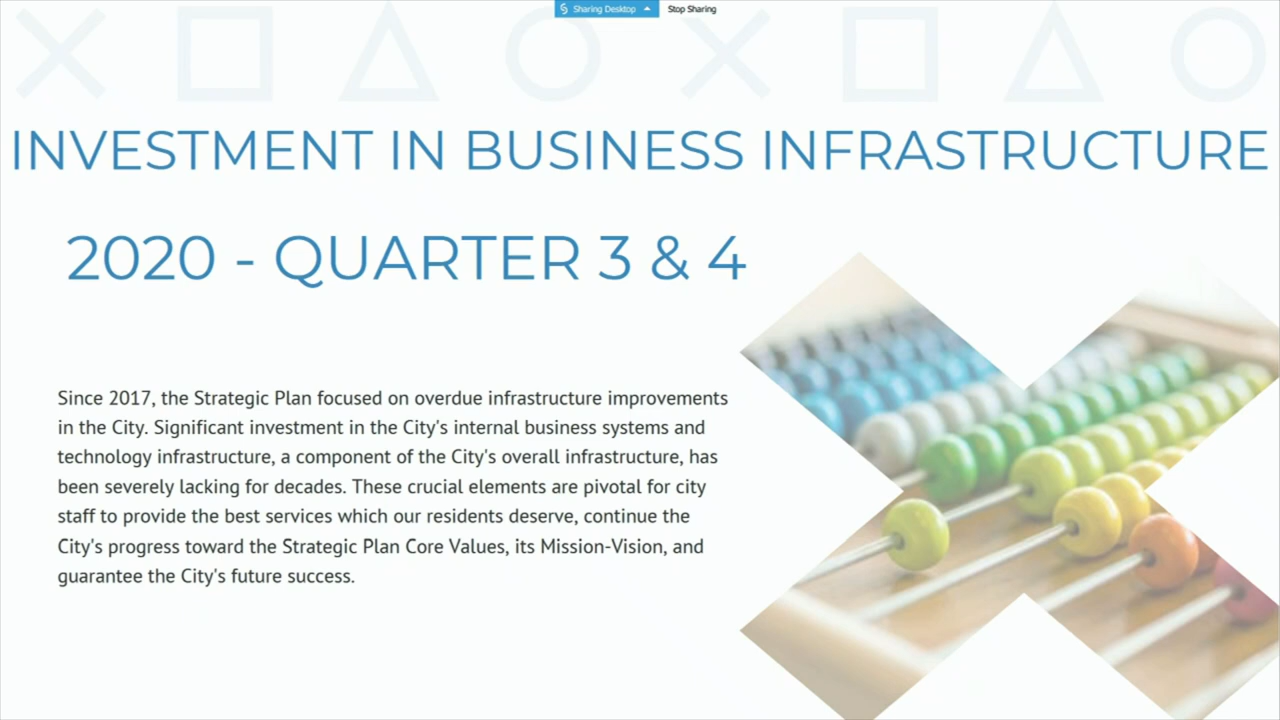 Sharing Desktop Stop Sharing
INVESTMENT IN BUSINESS INFRASTRUCTURE
2020 - QUARTER 3 & 4
Since 2017, the Strategic Plan focused on overdue infrastructure improvements
in the City. Significant investment in the City's internal business systems and
technology infrastructure, a component of the City's overall infrastructure, has
been severely lacking for decades. These crucial elements are pivotal for city
staff to provide the best services which our residents deserve, continue the
City's progress toward the Strategic Plan Core Values, its Mission-Vision, and
guarantee the City's future success.